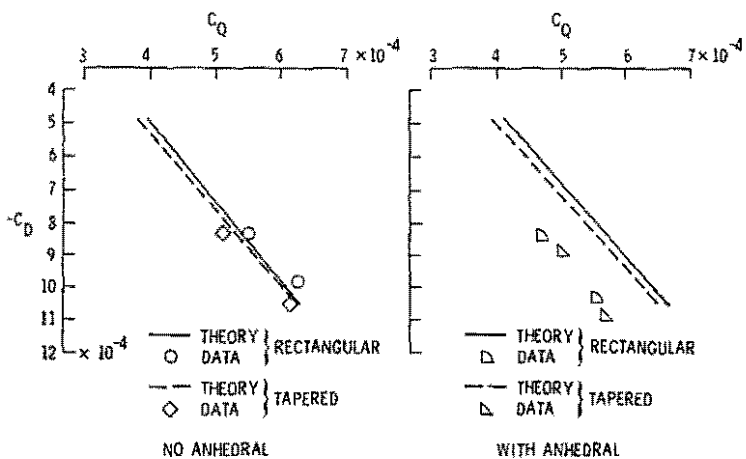 C_Q
3 4 5 6 7 × 10⁻⁴
C_Q
3 4 5 6 7 × 10⁻⁴
4
5
6
7
-C_D
8
9
10
11
12 × 10⁻⁴
THEORY
DATA
RECTANGULAR
THEORY
DATA
TAPERED
NO ANHEDRAL
THEORY
DATA
RECTANGULAR
THEORY
DATA
TAPERED
WITH ANHEDRAL